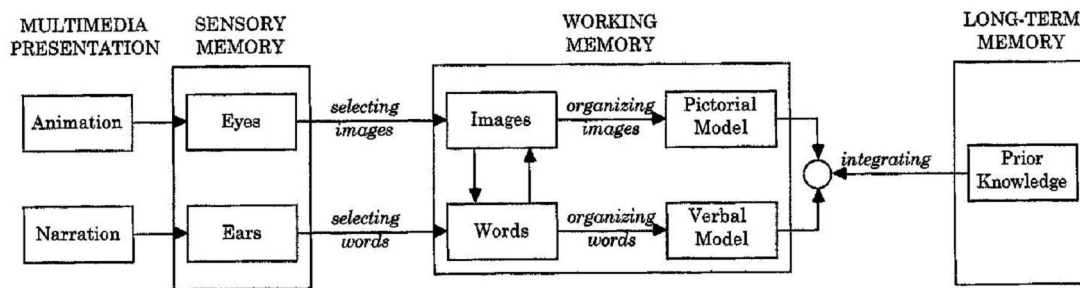 MULTIMEDIA
PRESENTATION
SENSORY
MEMORY
WORKING
MEMORY
LONG-TERM
MEMORY
Animation
Eyes
selecting
images
Images
organizing
images
Pictorial
Model
integrating
Prior
Knowledge
Narration
Ears
selecting
words
Words
organizing
words
Verbal
Model